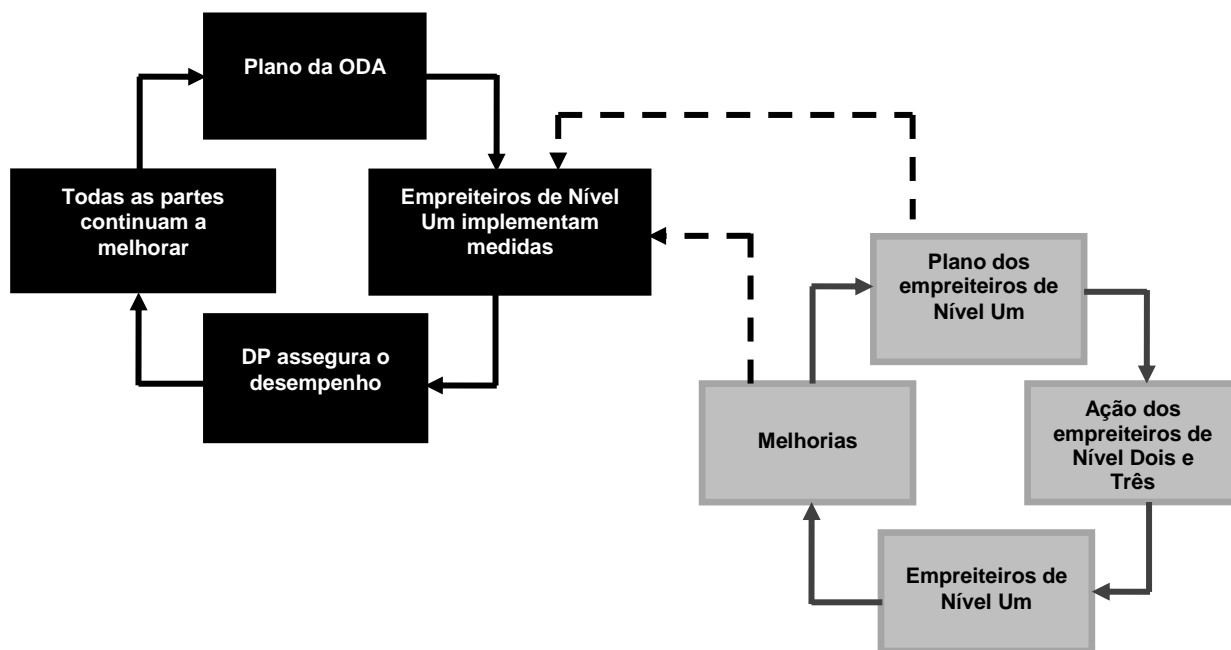 Plano da ODA
Todas as partes
continuam a
melhorar
Empreiteiros de Nível
Um implementam
medidas
DP assegura o
desempenho
Plano dos
empreiteiros de
Nível Um
Melhorias
Ação dos
empreiteiros de
Nível Dois e
Três
Empreiteiros de
Nível Um